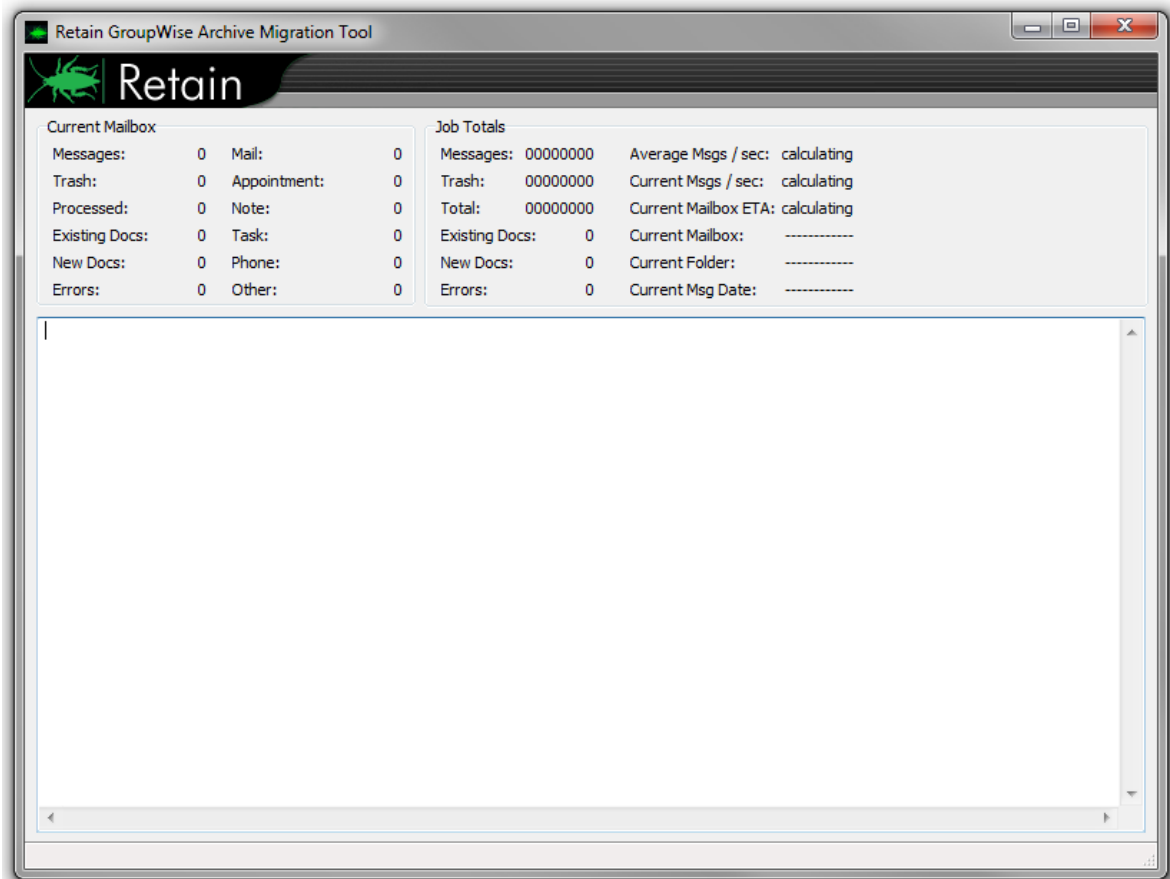 Retain GroupWise Archive Migration Tool
Retain
Current Mailbox
Messages: 0 Mail: 0
Trash: 0 Appointment: 0
Processed: 0 Note: 0
Existing Docs: 0 Task: 0
New Docs: 0 Phone: 0
Errors: 0 Other: 0
Job Totals
Messages: 00000000 Average Msgs / sec: calculating
Trash: 00000000 Current Msgs / sec: calculating
Total: 00000000 Current Mailbox ETA: calculating
Existing Docs: 0 Current Mailbox: ------------
New Docs: 0 Current Folder: ------------
Errors: 0 Current Msg Date: ------------